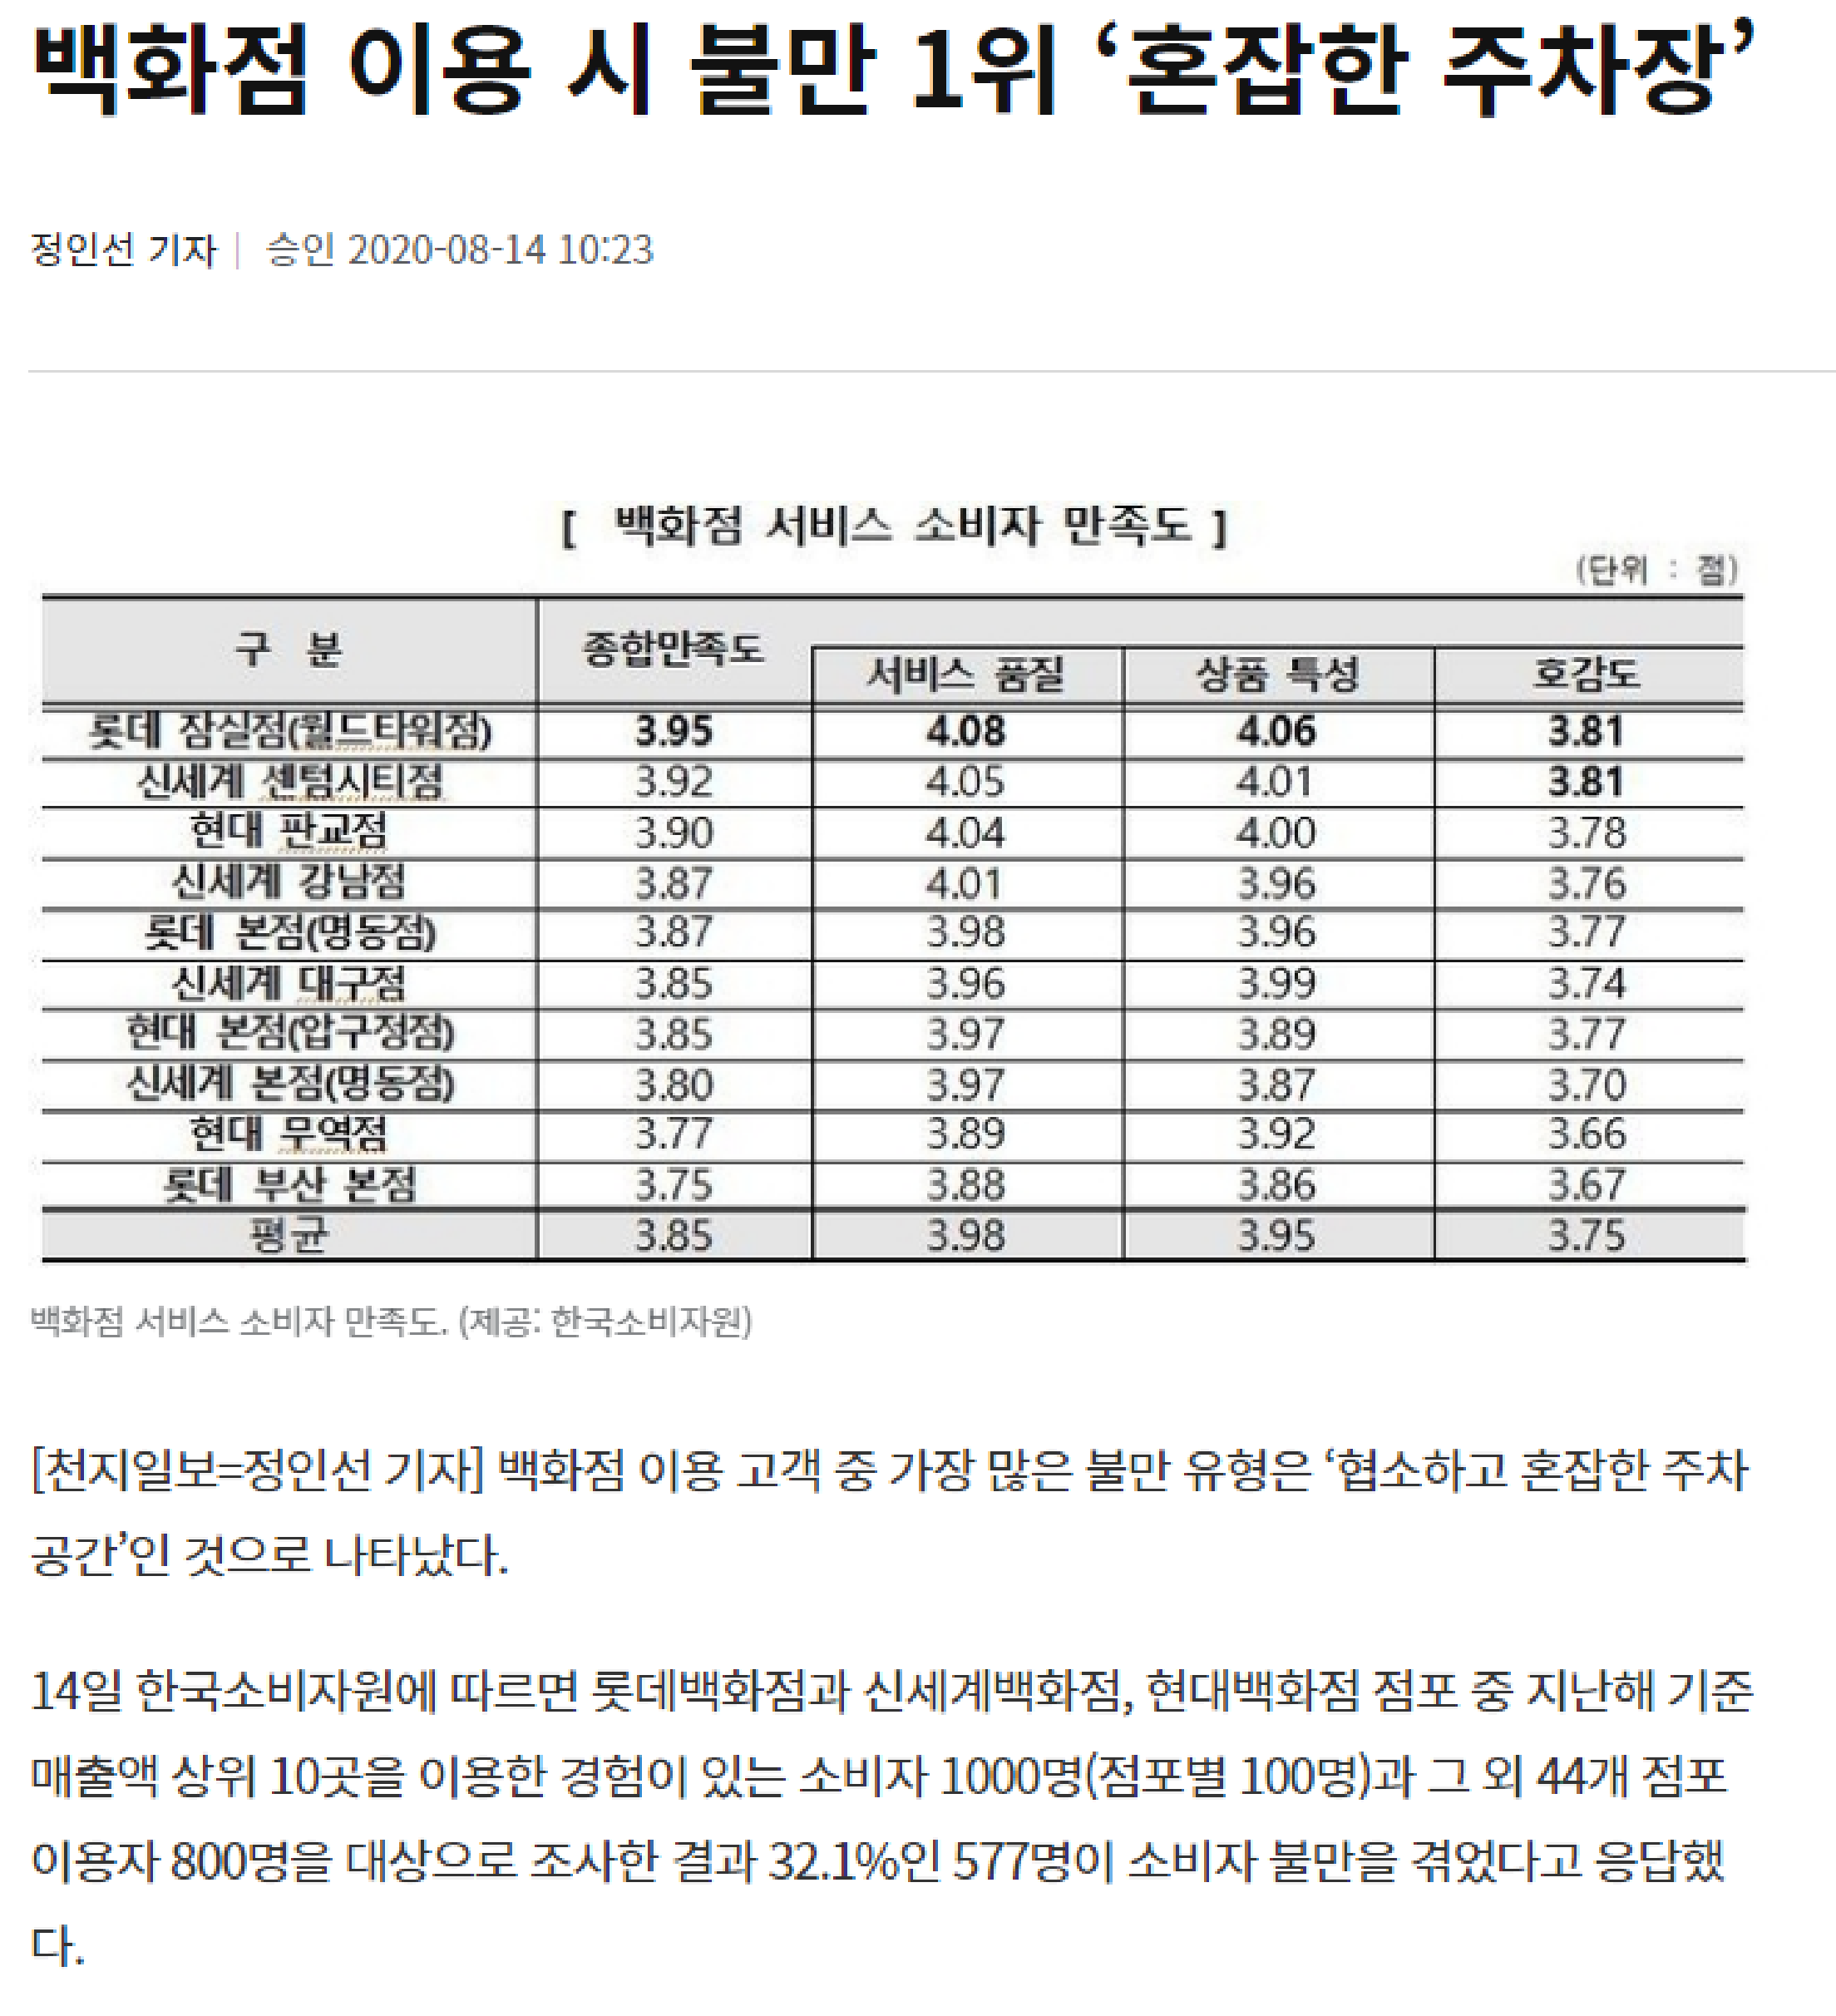 백화점 이용 시 불만 1위 ‘혼잡한 주차장’
정인선 기자 | 승인 2020-08-14 10:23
[ 백화점 서비스 소비자 만족도 ]
(단위 : 점)
구 분 종합만족도
서비스 품질 상품 특성 호감도
롯데 잠실점(월드타워점) 3.95 4.08 4.06 3.81
신세계 센텀시티점 3.92 4.05 4.01 3.81
현대 판교점 3.90 4.04 4.00 3.78
신세계 강남점 3.87 4.01 3.96 3.76
롯데 본점(명동점) 3.87 3.98 3.96 3.77
신세계 대구점 3.85 3.96 3.99 3.74
현대 본점(압구정점) 3.85 3.97 3.89 3.77
신세계 본점(명동점) 3.80 3.97 3.87 3.70
현대 무역점 3.77 3.89 3.92 3.66
롯데 부산 본점 3.75 3.88 3.86 3.67
평균 3.85 3.98 3.95 3.75
백화점 서비스 소비자 만족도. (제공: 한국소비자원)
[천지일보=정인선 기자] 백화점 이용 고객 중 가장 많은 불만 유형은 ‘협소하고 혼잡한 주차
공간’인 것으로 나타났다.
14일 한국소비자원에 따르면 롯데백화점과 신세계백화점, 현대백화점 점포 중 지난해 기준
매출액 상위 10곳을 이용한 경험이 있는 소비자 1000명(점포별 100명)과 그 외 44개 점포
이용자 800명을 대상으로 조사한 결과 32.1%인 577명이 소비자 불만을 겪었다고 응답했
다.